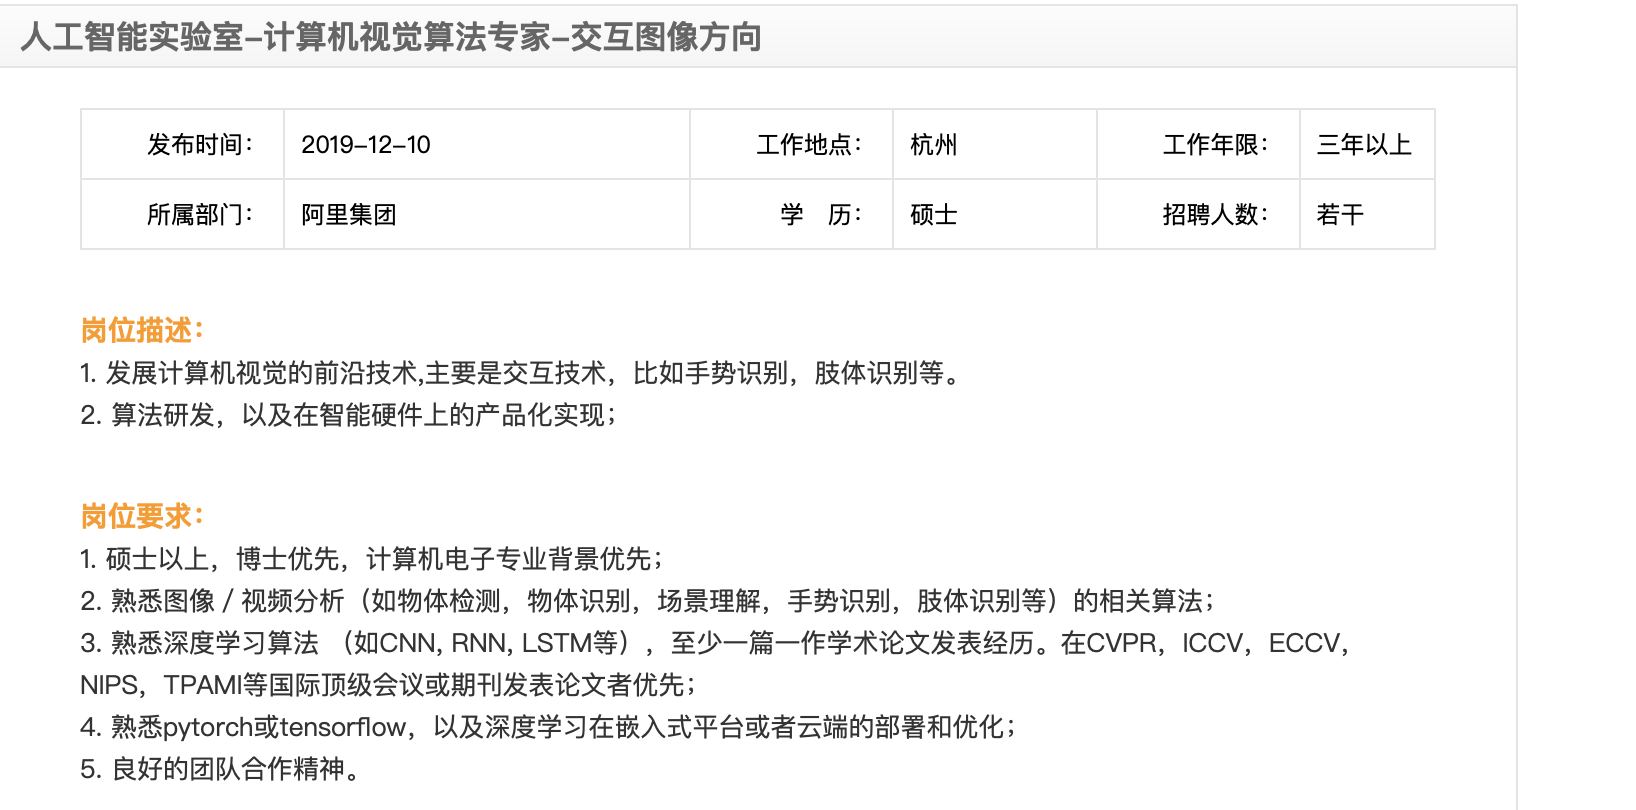 人工智能实验室–计算机视觉算法专家–交互图像方向
发布时间： 2019–12–10 工作地点： 杭州 工作年限： 三年以上
所属部门： 阿里集团 学 历： 硕士 招聘人数： 若干
岗位描述：
1. 发展计算机视觉的前沿技术,主要是交互技术，比如手势识别，肢体识别等。
2. 算法研发，以及在智能硬件上的产品化实现；
岗位要求：
1. 硕士以上，博士优先，计算机电子专业背景优先；
2. 熟悉图像 / 视频分析（如物体检测，物体识别，场景理解，手势识别，肢体识别等）的相关算法；
3. 熟悉深度学习算法 （如CNN, RNN, LSTM等），至少一篇一作学术论文发表经历。在CVPR，ICCV，ECCV，
NIPS，TPAMI等国际顶级会议或期刊发表论文者优先；
4. 熟悉pytorch或tensorflow，以及深度学习在嵌入式平台或者云端的部署和优化；
5. 良好的团队合作精神。